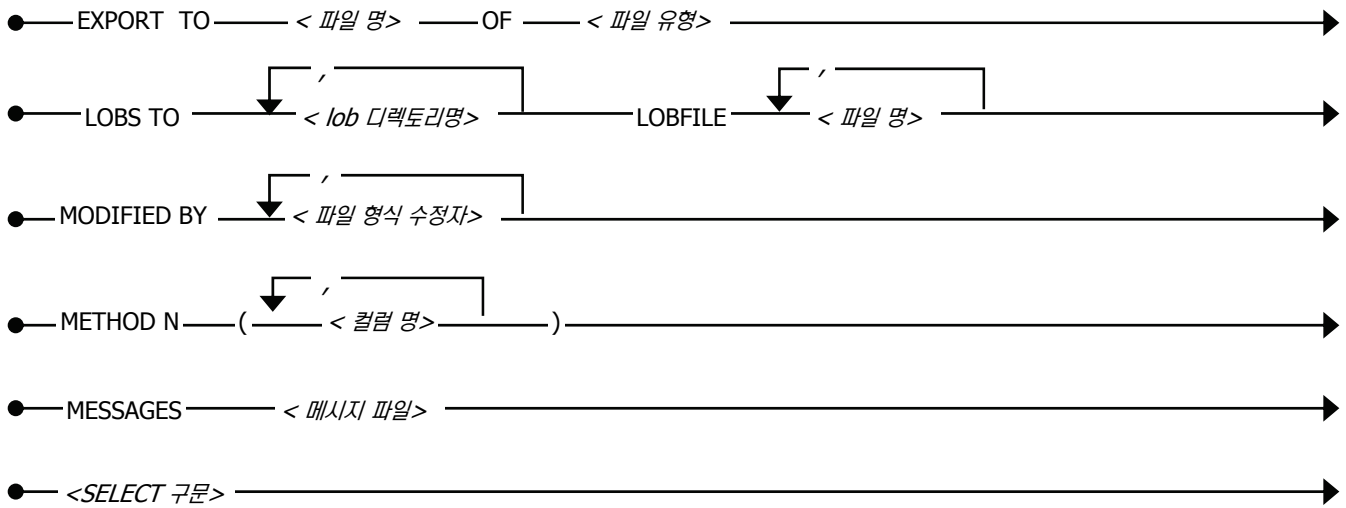 EXPORT TO < 파일 명> OF < 파일 유형>
, ,
LOBS TO < lob 디렉토리명> LOBFILE < 파일 명>
,
MODIFIED BY < 파일 형식 수정자>
,
METHOD N ( < 컬럼 명> )
MESSAGES < 메시지 파일>
<SELECT 구문>